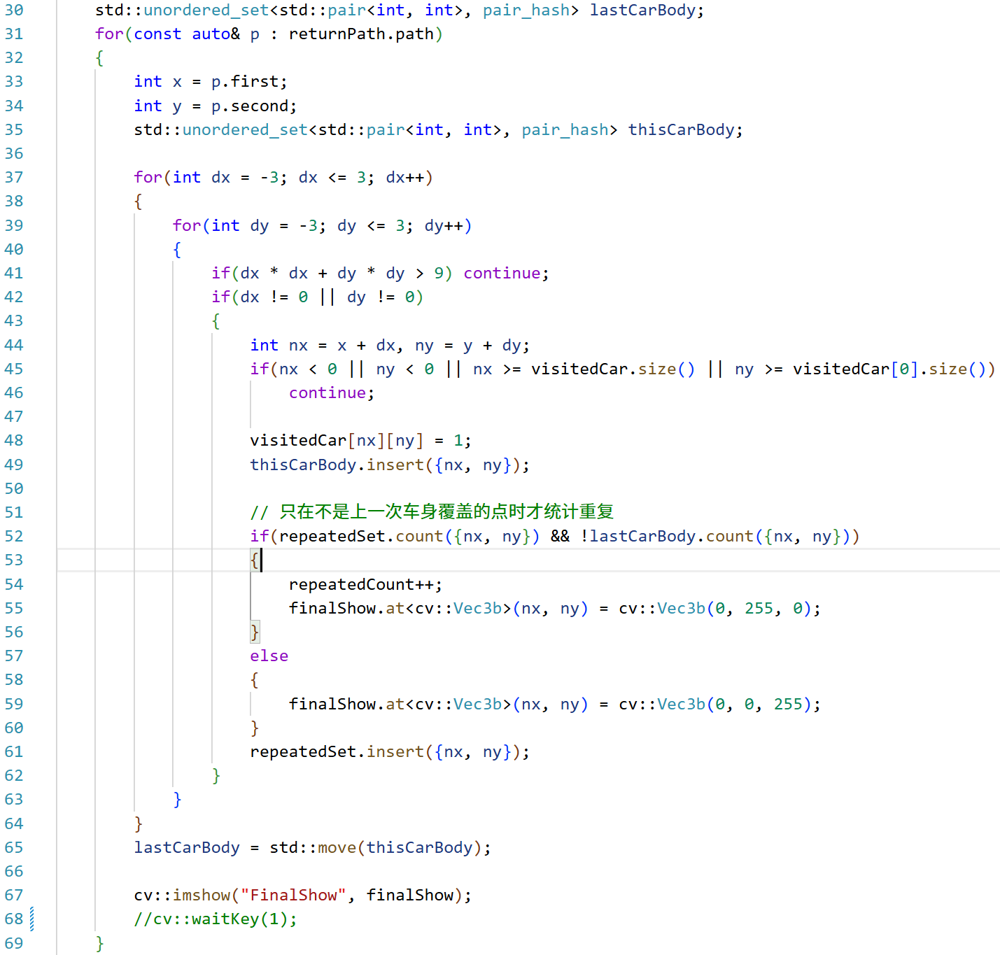 30 std::unordered_set<std::pair<int, int>, pair_hash> lastCarBody;
31 for(const auto& p : returnPath.path)
32 {
33     int x = p.first;
34     int y = p.second;
35     std::unordered_set<std::pair<int, int>, pair_hash> thisCarBody;
36
37     for(int dx = -3; dx <= 3; dx++)
38     {
39         for(int dy = -3; dy <= 3; dy++)
40         {
41             if(dx * dx + dy * dy > 9) continue;
42             if(dx != 0 || dy != 0)
43             {
44                 int nx = x + dx, ny = y + dy;
45                 if(nx < 0 || ny < 0 || nx >= visitedCar.size() || ny >= visitedCar[0].size())
46                     continue;
47
48                 visitedCar[nx][ny] = 1;
49                 thisCarBody.insert({nx, ny});
50
51                 // 只在不是上一次车身覆盖的点时才统计重复
52                 if(repeatedSet.count({nx, ny}) && !lastCarBody.count({nx, ny}))
53                 {
54                     repeatedCount++;
55                     finalShow.at<cv::Vec3b>(nx, ny) = cv::Vec3b(0, 255, 0);
56                 }
57                 else
58                 {
59                     finalShow.at<cv::Vec3b>(nx, ny) = cv::Vec3b(0, 0, 255);
60                 }
61                 repeatedSet.insert({nx, ny});
62             }
63         }
64     }
65     lastCarBody = std::move(thisCarBody);
66
67     cv::imshow("FinalShow", finalShow);
68     //cv::waitKey(1);
69 }